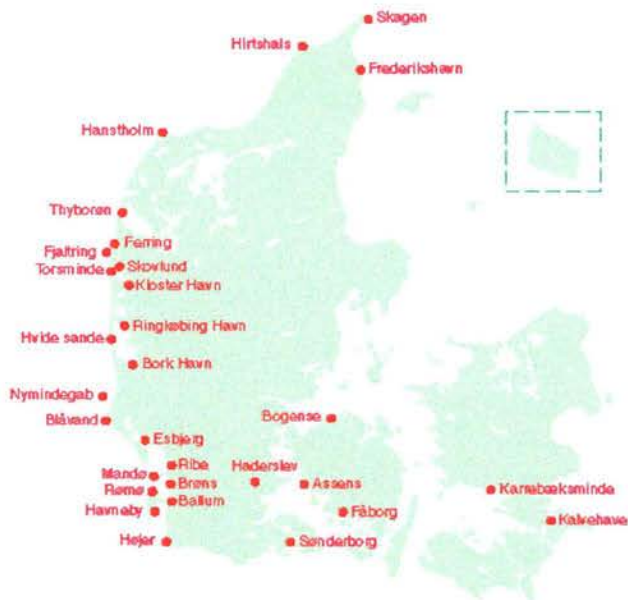 Skagen
Hirtshals
Frederikshavn
Hanstholm
Thyborøn
Ferring
Fjaltring
Skovlund
Torsminde
Kloster Havn
Ringkøbing Havn
Hvide sande
Bork Havn
Nymindegab
Blåvand
Bogense
Esbjerg
Ribe
Haderslev
Mandø
Brøns
Assens
Rømø
Karrebæksminde
Ballum
Havneby
Fåborg
Kalvehave
Højer
Sønderborg